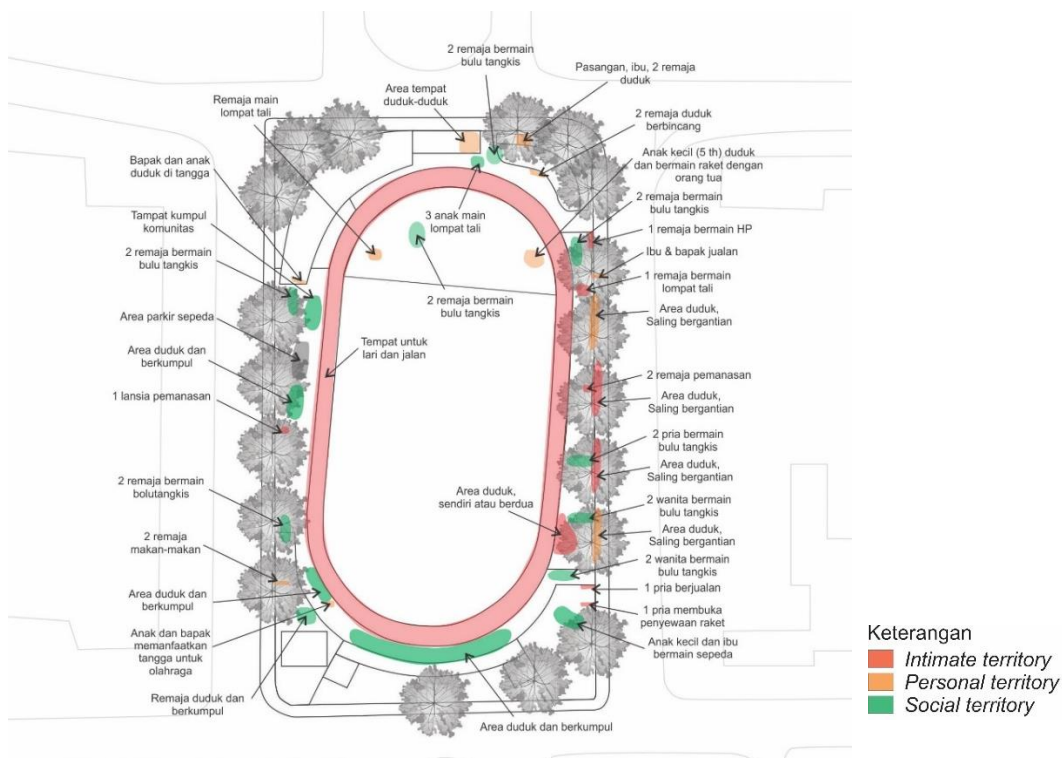 2 remaja bermain
bulu tangkis
Pasangan, ibu, 2 remaja
duduk
Area tempat
duduk-duduk
Remaja main
lompat tali
2 remaja duduk
berbincang
Anak kecil (5 th) duduk
dan bermain raket dengan
orang tua
Bapak dan anak
duduk di tangga
2 remaja bermain
bulu tangkis
Tampat kumpul
komunitas
3 anak main
lompat tali
1 remaja bermain HP
Ibu & bapak jualan
2 remaja bermain
bulu tangkis
1 remaja bermain
lompat tali
2 remaja bermain
bulu tangkis
Area parkir sepeda
Area duduk,
Saling bergantian
Tempat untuk
lari dan jalan
Area duduk dan
berkumpul
2 remaja pemanasan
1 lansia pemanasan
Area duduk,
Saling bergantian
2 pria bermain
bulu tangkis
Area duduk,
Saling bergantian
2 remaja bermain
bolutangkis
Area duduk,
sendiri atau berdua
2 wanita bermain
bulu tangkis
Area duduk,
Saling bergantian
2 remaja
makan-makan
2 wanita bermain
bulu tangkis
Area duduk dan
berkumpul
1 pria berjualan
1 pria membuka
penyewaan raket
Anak dan bapak
memanfaatkan
tangga untuk
olahraga
Anak kecil dan ibu
bermain sepeda
Remaja duduk dan
berkumpul
Area duduk dan berkumpul
Keterangan
Intimate territory
Personal territory
Social territory